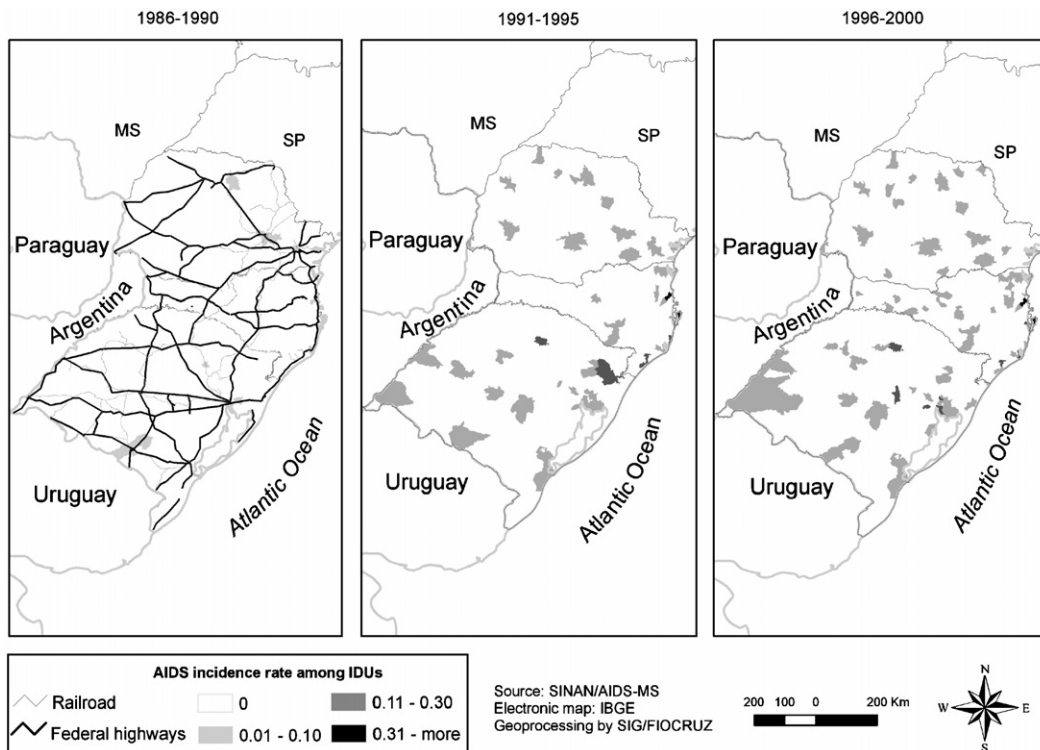 1986-1990
1991-1995
1996-2000
MS
SP
Paraguay
Argentina
Uruguay
Atlantic Ocean
MS
SP
Paraguay
Argentina
Uruguay
Atlantic Ocean
MS
SP
Paraguay
Argentina
Uruguay
Atlantic Ocean
AIDS incidence rate among IDUs
Railroad
Federal highways
0
0.01 - 0.10
0.11 - 0.30
0.31 - more
Source: SINAN/AIDS-MS
Electronic map: IBGE
Geoprocessing by SIG/FIOCRUZ
200 100 0 200 Km
N
W E
S